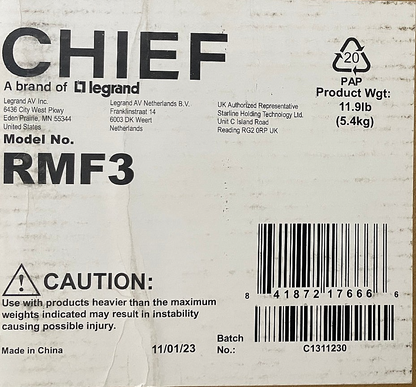 CHIEF
A brand of legrand
Legrand AV Inc.
6436 City West Pkwy
Eden Prairie, MN 55344
United States
Legrand AV Netherlands B.V.
Franklinstraat 14
6003 DK Weert
Netherlands
UK Authorized Representative
Starline Holding Technology Ltd.
Unit C Island Road
Reading RG2 0RP UK
20
PAP
Product Wgt:
11.9lb
(5.4kg)
Model No.
RMF3
CAUTION:
Use with products heavier than the maximum
weights indicated may result in instability
causing possible injury.
Made in China
11/01/23
8 41872 17666 6
Batch
No.:
C1311230